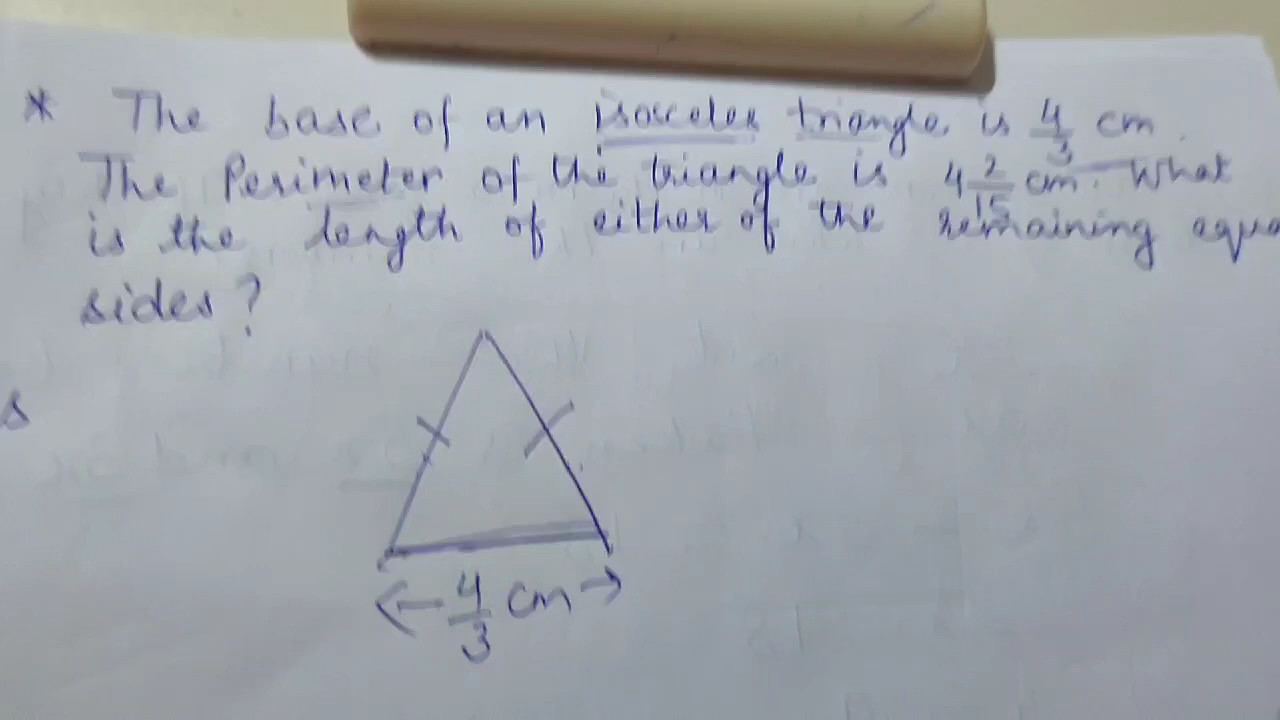 * The base of an isosceles triangle is 4/3 cm.
The Perimeter of the triangle is 4 2/15 cm. What
is the length of either of the remaining equa
sides?
s
← 4/3 cm →